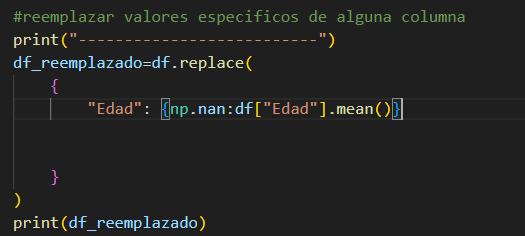 #reemplazar valores especificos de alguna columna
print("--------------------------")
df_reemplazado=df.replace(
    {
        "Edad": {np.nan:df["Edad"].mean()}
    }
)
print(df_reemplazado)